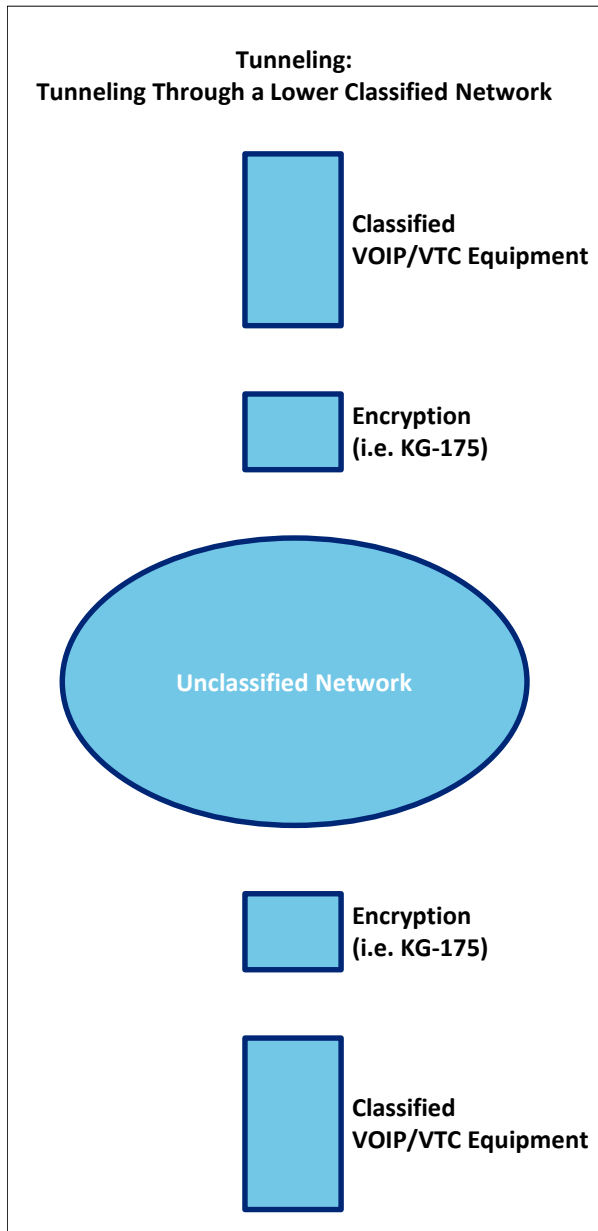 Tunneling:
Tunneling Through a Lower Classified Network
Classified
VOIP/VTC Equipment
Encryption
(i.e. KG-175)
Unclassified Network
Encryption
(i.e. KG-175)
Classified
VOIP/VTC Equipment